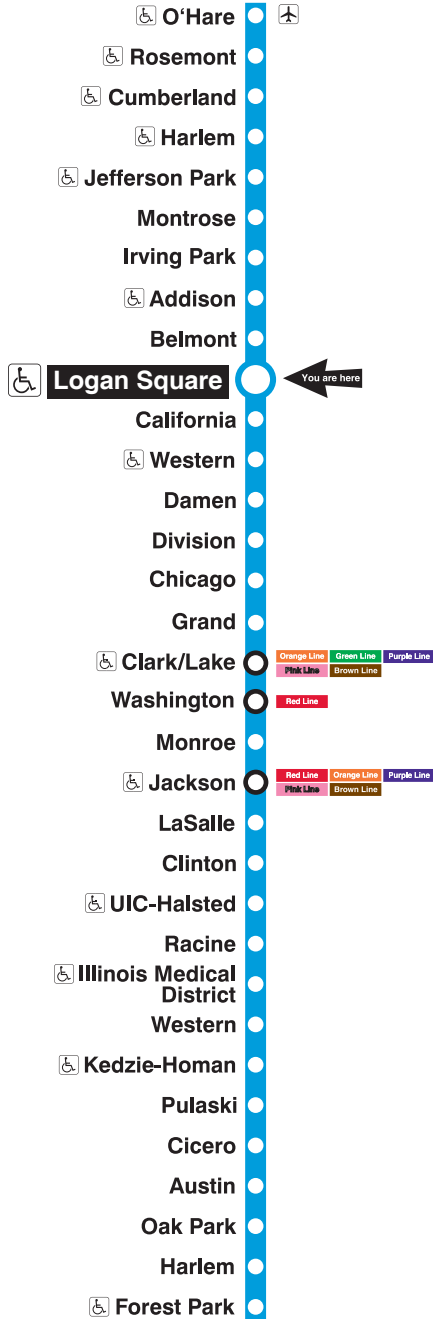 O‘Hare
Rosemont
Cumberland
Harlem
Jefferson Park
Montrose
Irving Park
Addison
Belmont
Logan Square You are here
California
Western
Damen
Division
Chicago
Grand
Clark/Lake Orange Line Green Line Purple Line
Pink Line Brown Line
Washington Red Line
Monroe
Jackson Red Line Orange Line Purple Line
Pink Line Brown Line
LaSalle
Clinton
UIC-Halsted
Racine
Illinois Medical
District
Western
Kedzie-Homan
Pulaski
Cicero
Austin
Oak Park
Harlem
Forest Park